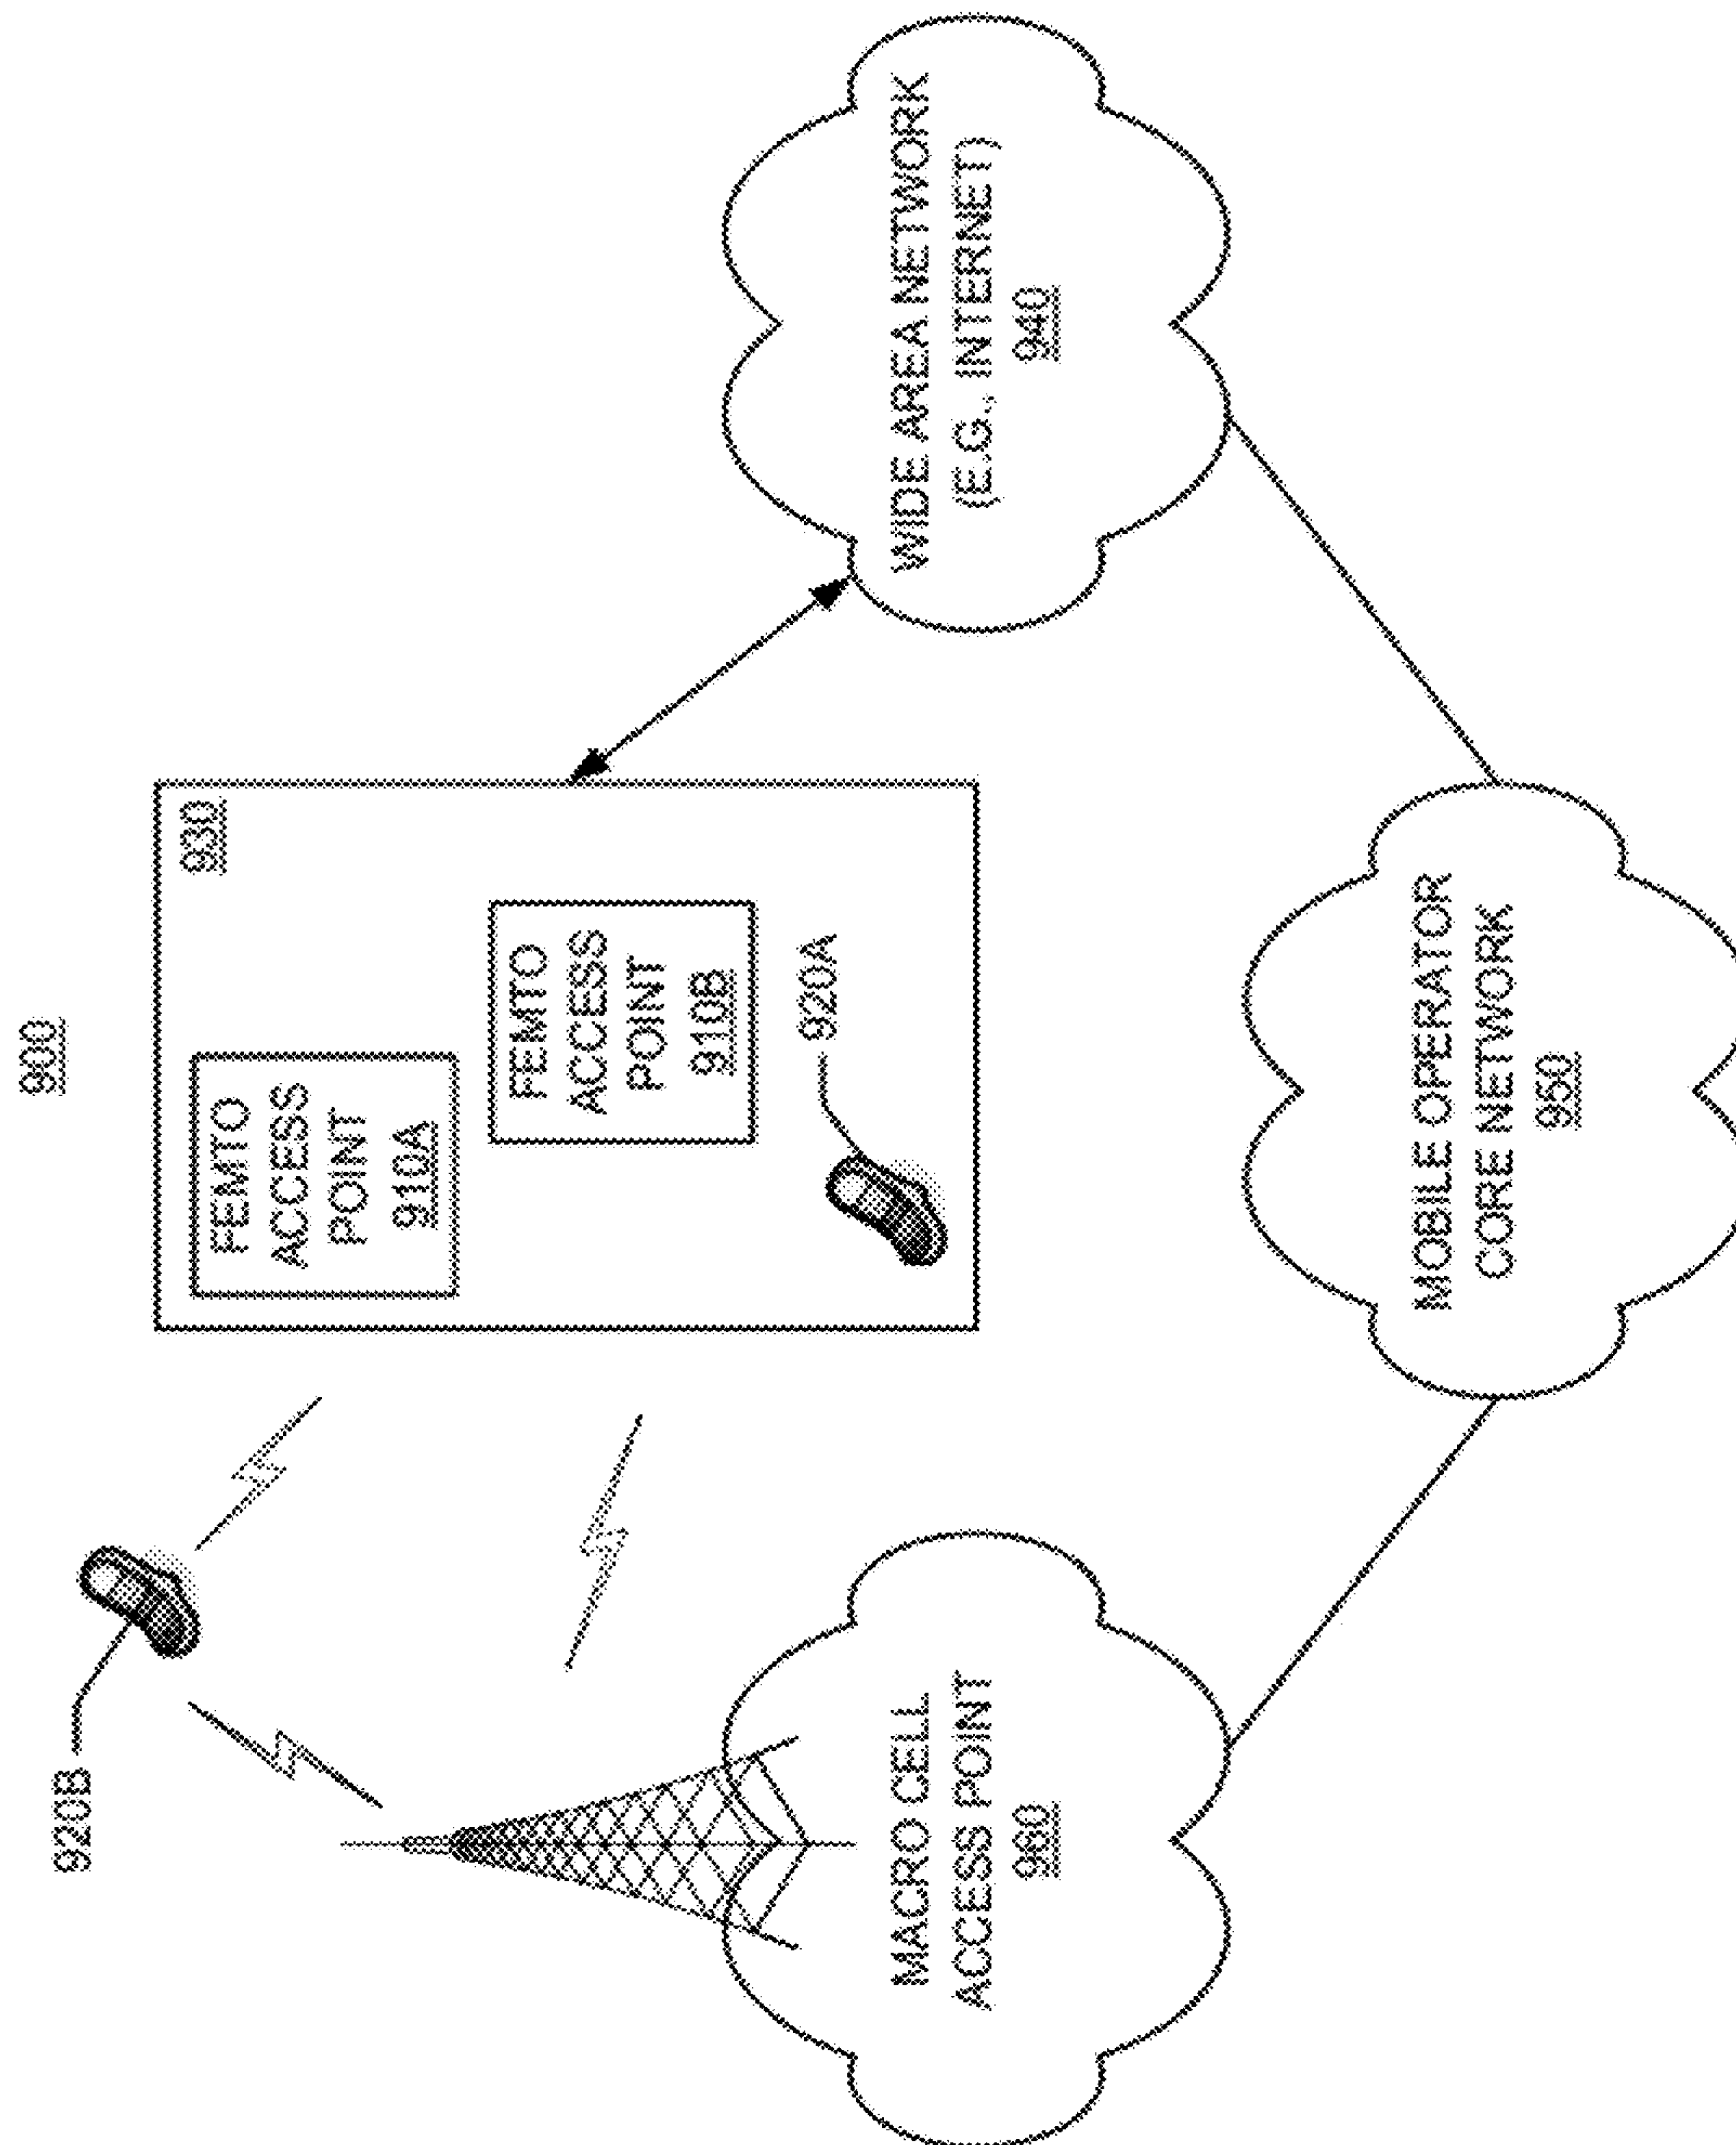 900
920B
930
FEMTO
ACCESS
POINT
910A
FEMTO
ACCESS
POINT
910B
920A
MACRO CELL
ACCESS POINT
960
WIDE AREA NETWORK
(E.G., INTERNET)
940
MOBILE OPERATOR
CORE NETWORK
950